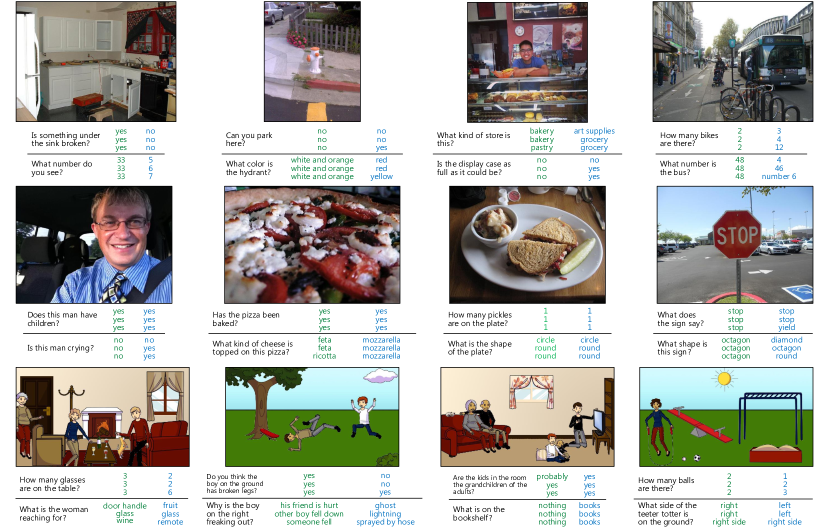 Is something under
the sink broken?
yes no
yes no
yes no
What number do
you see?
33 5
33 6
33 7
Can you park
here?
no no
no no
no yes
What color is
the hydrant?
white and orange red
white and orange red
white and orange yellow
What kind of store is
this?
bakery art supplies
bakery grocery
pastry grocery
Is the display case as
full as it could be?
no no
no yes
no yes
How many bikes
are there?
2 3
2 4
2 12
What number is
the bus?
48 4
48 46
48 number 6
STOP
Does this man have
children?
yes yes
yes yes
yes yes
Is this man crying?
no no
no yes
no yes
Has the pizza been
baked?
yes yes
yes yes
yes yes
What kind of cheese is
topped on this pizza?
feta mozzarella
feta mozzarella
ricotta mozzarella
How many pickles
are on the plate?
1 1
1 1
1 1
What is the shape
of the plate?
circle circle
round round
round round
What does
the sign say?
stop stop
stop stop
stop yield
What shape is
this sign?
octagon diamond
octagon octagon
octagon round
How many glasses
are on the table?
3 2
3 2
3 6
What is the woman
reaching for?
door handle fruit
glass glass
wine remote
Do you think the
boy on the ground
has broken legs?
yes no
yes no
yes yes
Why is the boy
on the right
freaking out?
his friend is hurt ghost
other boy fell down lightning
someone fell sprayed by hose
Are the kids in the room
the grandchildren of the
adults?
probably yes
yes yes
yes yes
What is on the
bookshelf?
nothing books
nothing books
nothing books
How many balls
are there?
2 1
2 2
2 3
What side of the
teeter totter is
on the ground?
right left
right left
right side right side